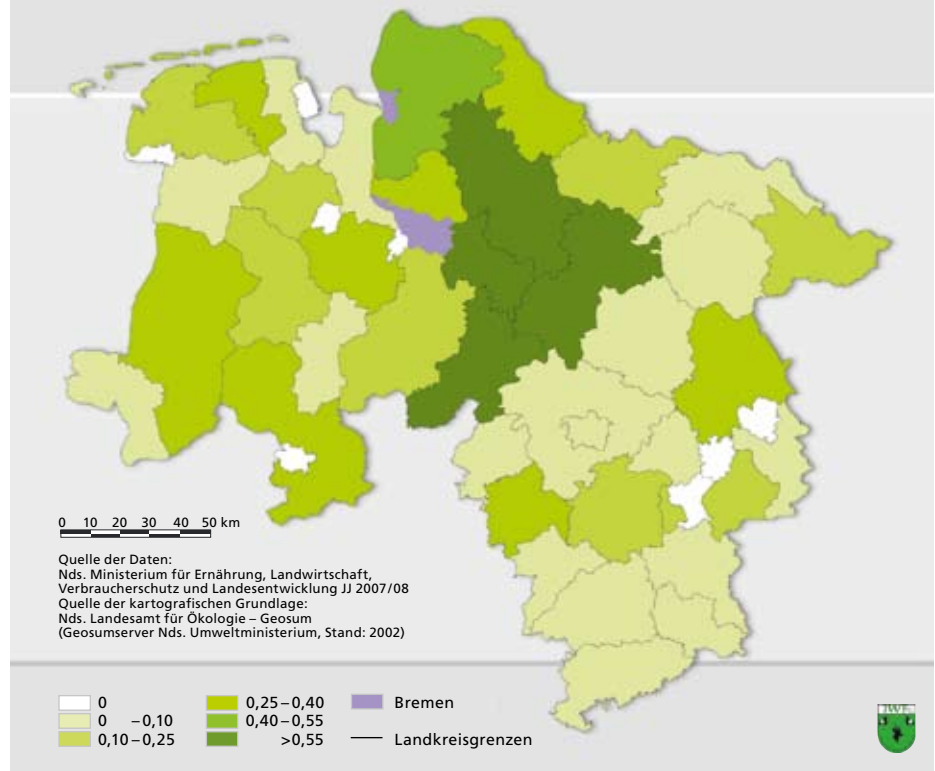 0 10 20 30 40 50 km
Quelle der Daten:
Nds. Ministerium für Ernährung, Landwirtschaft,
Verbraucherschutz und Landesentwicklung JJ 2007/08
Quelle der kartografischen Grundlage:
Nds. Landesamt für Ökologie – Geosum
(Geosumserver Nds. Umweltministerium, Stand: 2002)
0
0 – 0,10
0,10 – 0,25
0,25 – 0,40
0,40 – 0,55
>0,55
Bremen
Landkreisgrenzen